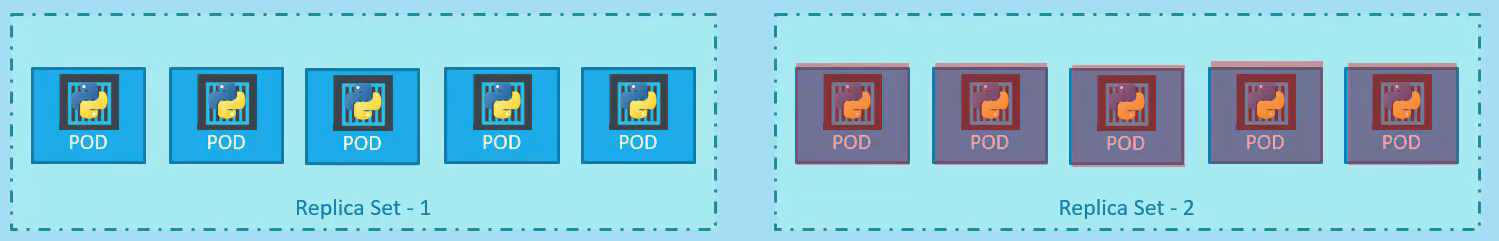 POD POD POD POD POD
Replica Set - 1
POD POD POD POD POD
Replica Set - 2